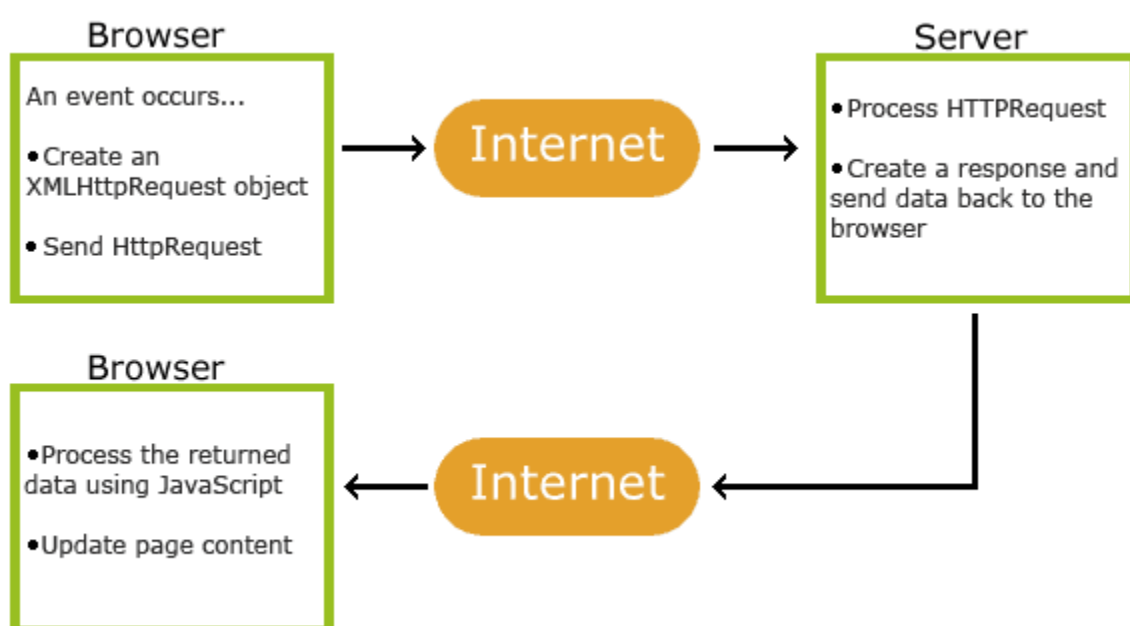 Browser
An event occurs...
•Create an
XMLHttpRequest object
• Send HttpRequest
Internet
Server
•Process HTTPRequest
•Create a response and
send data back to the
browser
Browser
•Process the returned
data using JavaScript
•Update page content
Internet